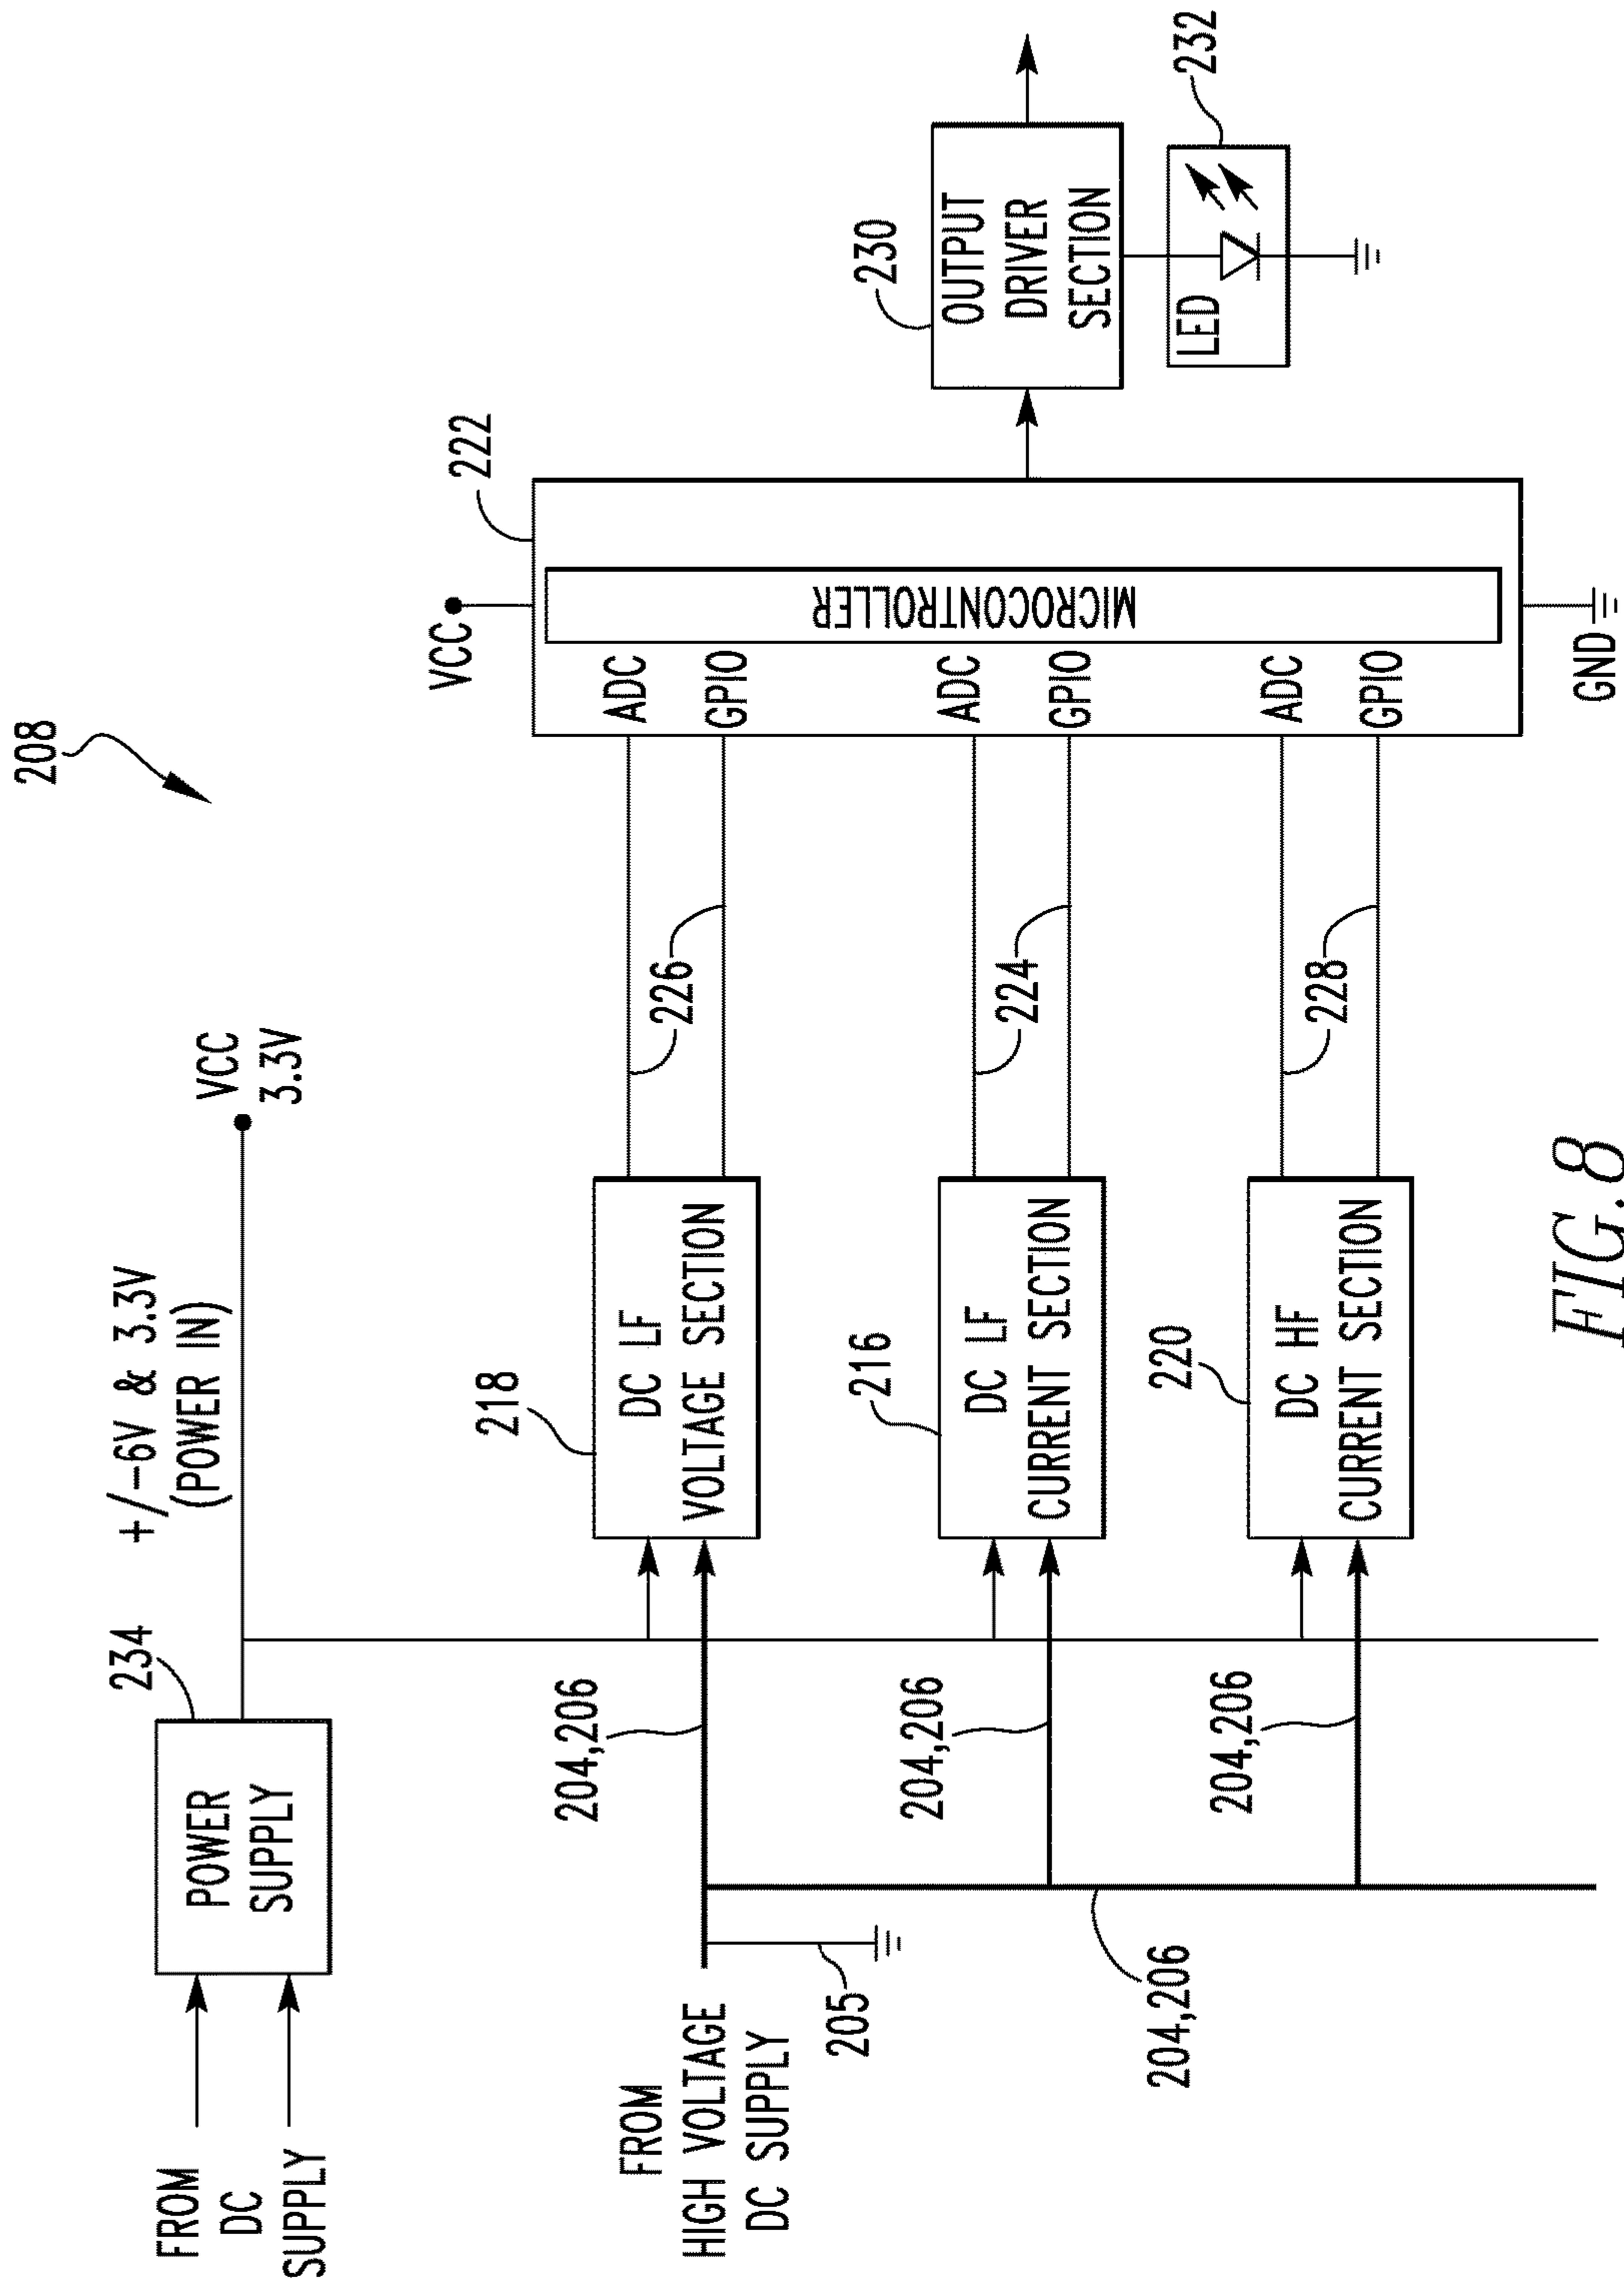 208
FROM
DC
SUPPLY
POWER
SUPPLY
234
+/-6V & 3.3V
(POWER IN)
VCC
3.3V
FROM
HIGH VOLTAGE
DC SUPPLY
205
204,206
204,206
204,206
204,206
218
DC LF
VOLTAGE SECTION
216
DC LF
CURRENT SECTION
220
DC HF
CURRENT SECTION
226
224
228
VCC
222
ADC
GPIO
ADC
GPIO
ADC
GPIO
MICROCONTROLLER
GND
230
OUTPUT
DRIVER
SECTION
LED
232
FIG.8